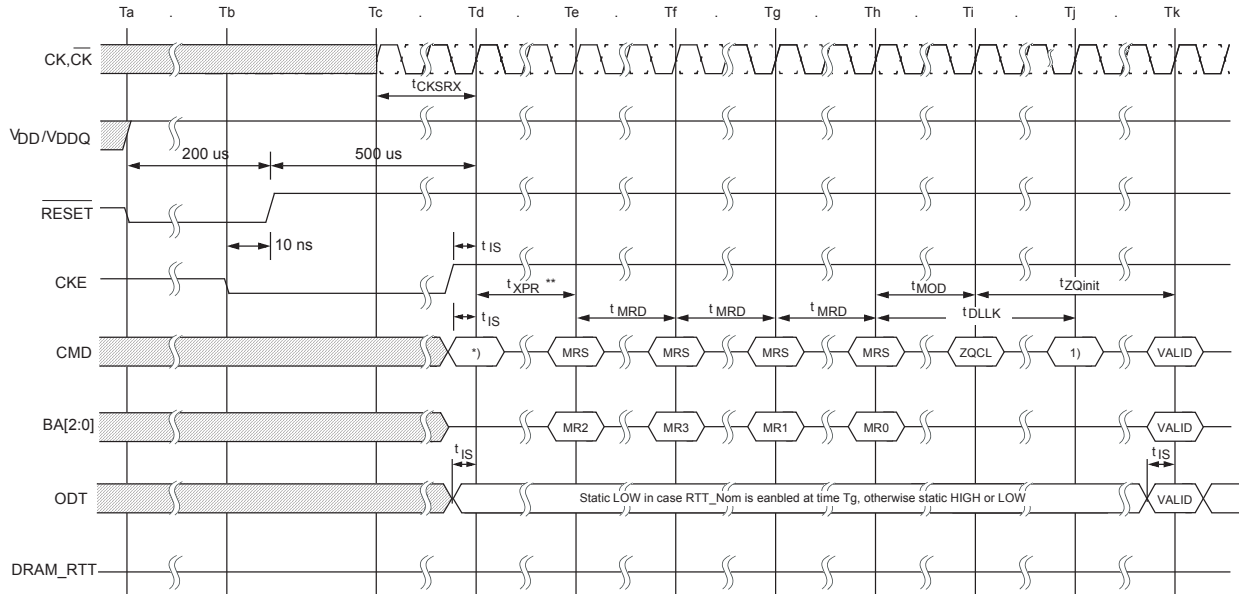 Ta . Tb Tc . Td . Te . Tf . Tg . Th . Ti . Tj . Tk
CK,CK
tCKSRX
VDD/VDDQ
200 us 500 us
RESET
10 ns
t IS
CKE
tXPR ** tMOD tZQinit
t IS t MRD t MRD t MRD tDLLK
CMD *) MRS MRS MRS MRS ZQCL 1) VALID
BA[2:0] MR2 MR3 MR1 MR0 VALID
t IS t IS
ODT Static LOW in case RTT_Nom is eanbled at time Tg, otherwise static HIGH or LOW VALID
DRAM_RTT